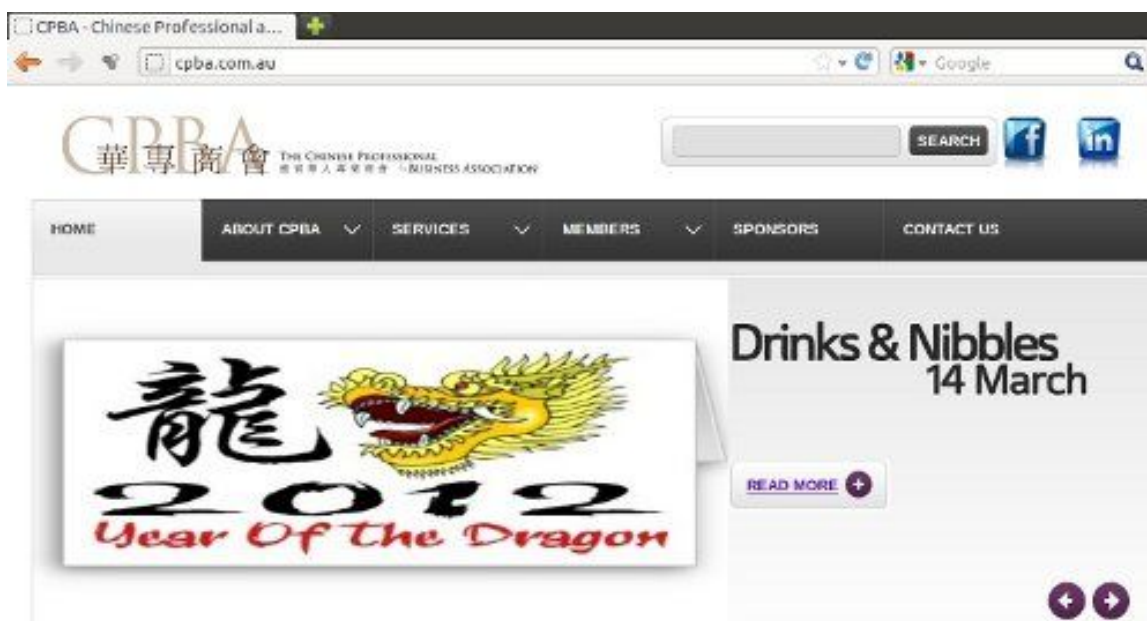 CPBA - Chinese Professional a...
cpba.com.au
Google
CPBA
華專商會
THE CHINESE PROFESSIONAL
& BUSINESS ASSOCIATION
SEARCH
f
in
HOME
ABOUT CPBA
SERVICES
MEMBERS
SPONSORS
CONTACT US
龍
2012
Year Of The Dragon
Drinks & Nibbles
14 March
READ MORE